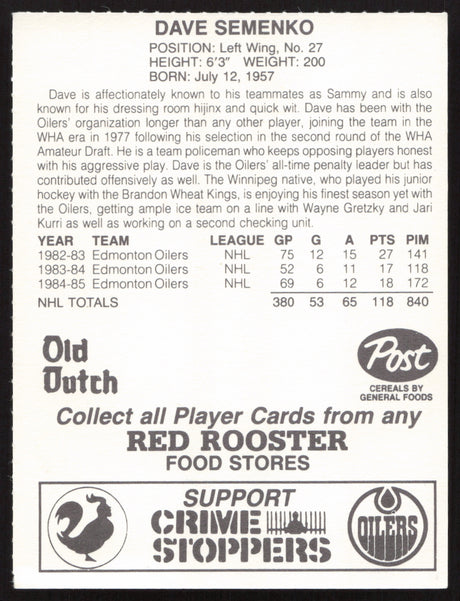 DAVE SEMENKO
POSITION: Left Wing, No. 27
HEIGHT: 6'3" WEIGHT: 200
BORN: July 12, 1957
Dave is affectionately known to his teammates as Sammy and is also
known for his dressing room hijinx and quick wit. Dave has been with the
Oilers' organization longer than any other player, joining the team in the
WHA era in 1977 following his selection in the second round of the WHA
Amateur Draft. He is a team policeman who keeps opposing players honest
with his aggressive play. Dave is the Oilers' all-time penalty leader but has
contributed offensively as well. The Winnipeg native, who played his junior
hockey with the Brandon Wheat Kings, is enjoying his finest season yet with
the Oilers, getting ample ice team on a line with Wayne Gretzky and Jari
Kurri as well as working on a second checking unit.
YEAR TEAM LEAGUE GP G A PTS PIM
1982-83 Edmonton Oilers NHL 75 12 15 27 141
1983-84 Edmonton Oilers NHL 52 6 11 17 118
1984-85 Edmonton Oilers NHL 69 6 12 18 172
NHL TOTALS 380 53 65 118 840
Old
Dutch
Post
CEREALS BY
GENERAL FOODS
Collect all Player Cards from any
RED ROOSTER
FOOD STORES
SUPPORT
CRIME
STOPPERS
OILERS